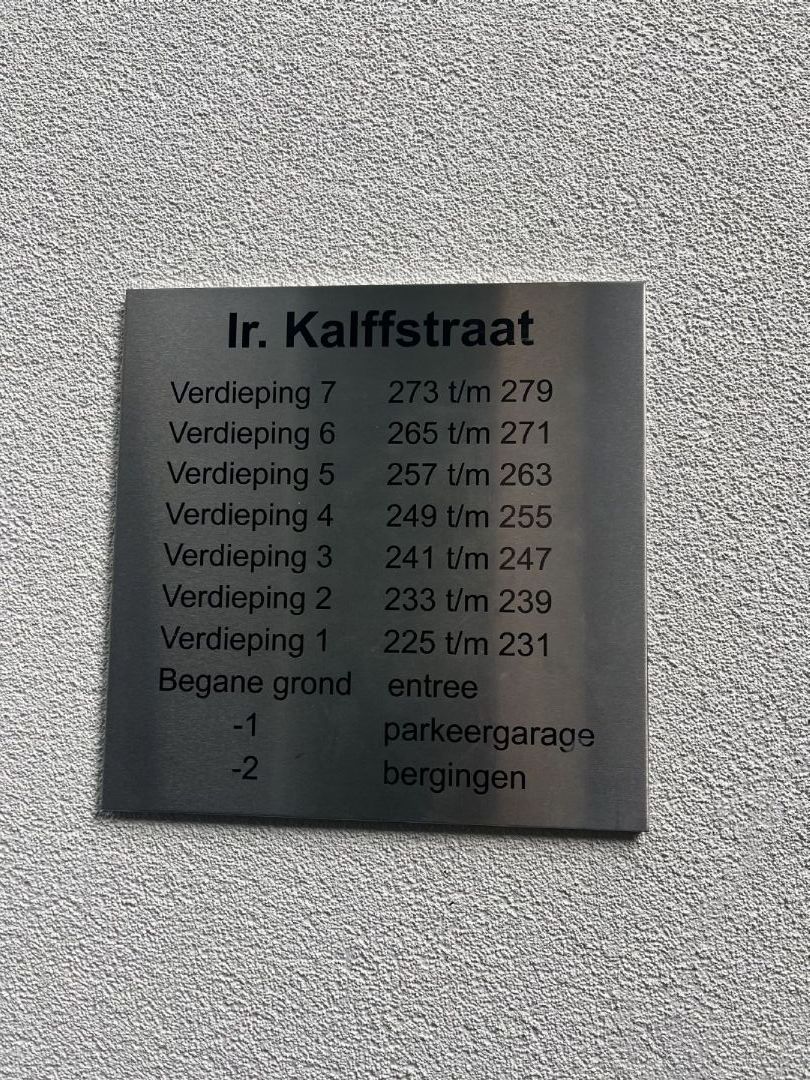 Ir. Kalffstraat
Verdieping 7 273 t/m 279
Verdieping 6 265 t/m 271
Verdieping 5 257 t/m 263
Verdieping 4 249 t/m 255
Verdieping 3 241 t/m 247
Verdieping 2 233 t/m 239
Verdieping 1 225 t/m 231
Begane grond entree
-1 parkeergarage
-2 bergingen